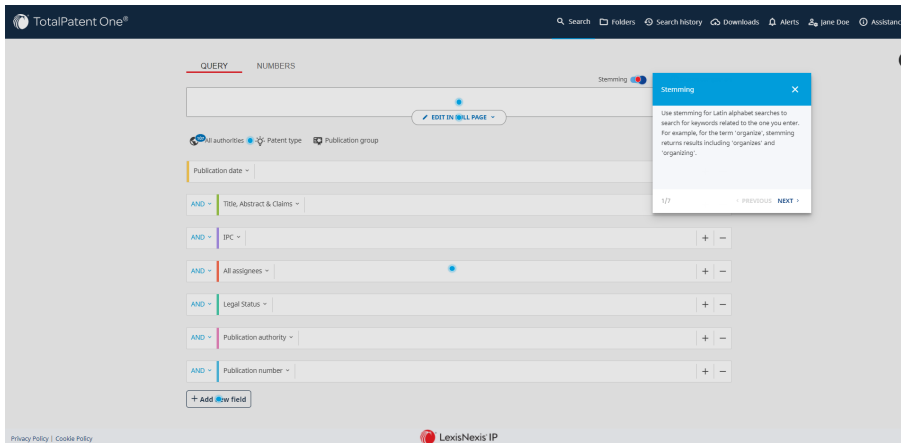 TotalPatent One®
Search Folders Search history Downloads Alerts Jane Doe Assistanc
QUERY NUMBERS
Stemming
EDIT IN FULL PAGE
All authorities Patent type Publication group
Publication date
AND Title, Abstract & Claims
AND IPC + −
AND All assignees + −
AND Legal Status + −
AND Publication authority + −
AND Publication number + −
+ Add new field
Stemming ×
Use stemming for Latin alphabet searches to
search for keywords related to the one you enter.
For example, for the term 'organize', stemming
returns results including 'organizes' and
'organizing'.
1/7 < PREVIOUS NEXT >
Privacy Policy | Cookie Policy
LexisNexis® IP